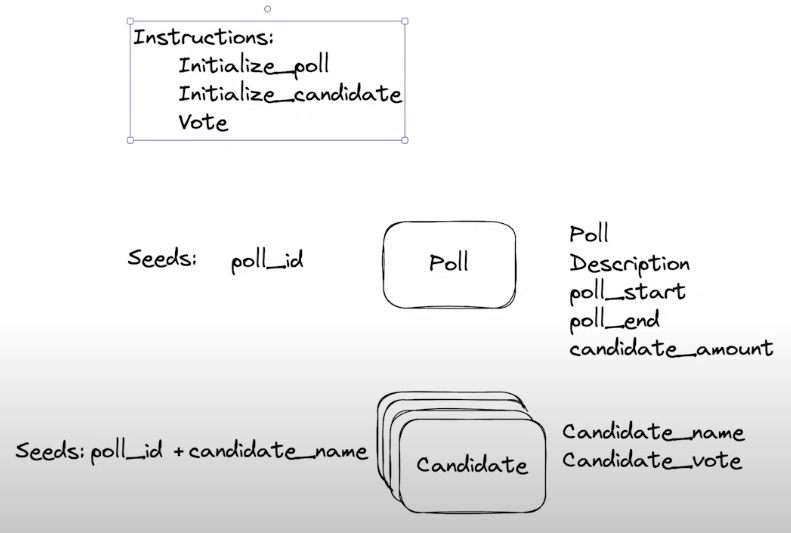 Instructions:
Initialize_poll
Initialize_candidate
Vote
Seeds: poll_id
Poll
Poll
Description
poll_start
poll_end
candidate_amount
Seeds: poll_id + candidate_name
Candidate
Candidate_name
Candidate_vote